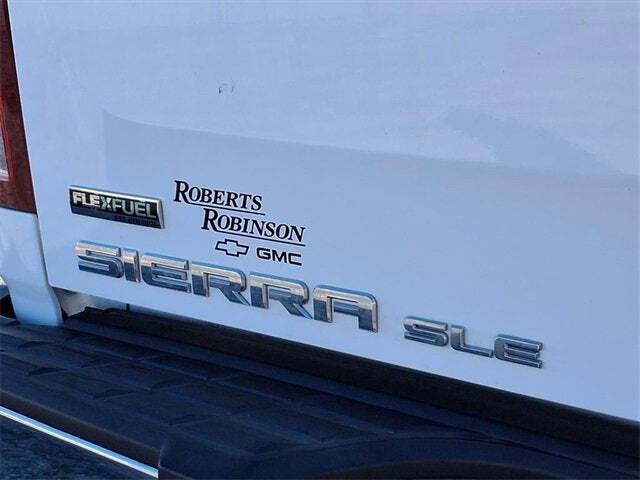 FLEXFUEL
ROBERTS
ROBINSON
GMC
SIERRA SLE